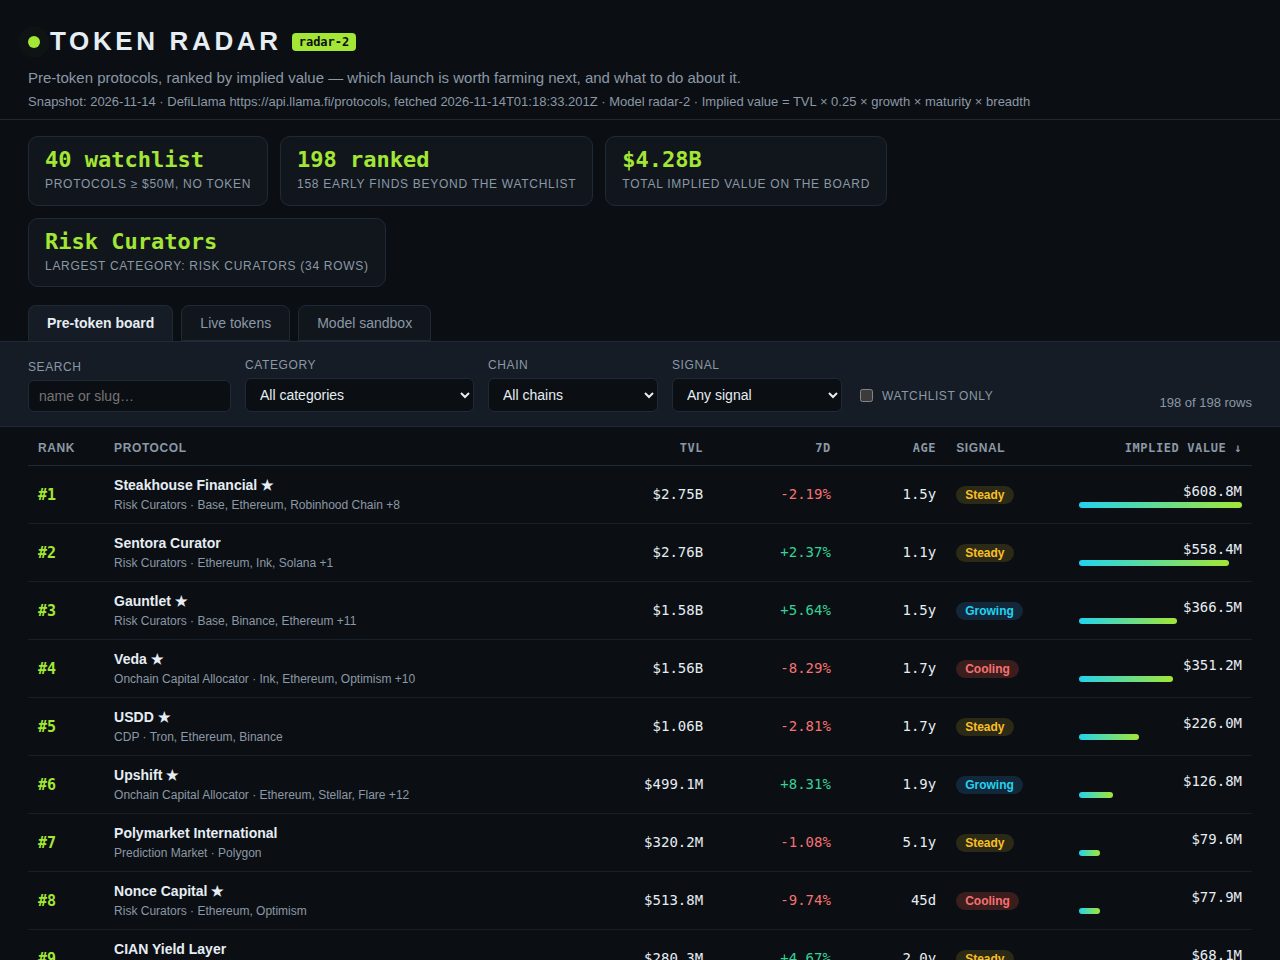 TOKEN RADAR radar-2
Pre-token protocols, ranked by implied value — which launch is worth farming next, and what to do about it.
Snapshot: 2026-11-14 · DefiLlama https://api.llama.fi/protocols, fetched 2026-11-14T01:18:33.201Z · Model radar-2 · Implied value = TVL × 0.25 × growth × maturity × breadth
40 watchlist
PROTOCOLS ≥ $50M, NO TOKEN
198 ranked
158 EARLY FINDS BEYOND THE WATCHLIST
$4.28B
TOTAL IMPLIED VALUE ON THE BOARD
Risk Curators
LARGEST CATEGORY: RISK CURATORS (34 ROWS)
Pre-token board Live tokens Model sandbox
SEARCH CATEGORY CHAIN SIGNAL
name or slug… All categories All chains Any signal WATCHLIST ONLY 198 of 198 rows
RANK PROTOCOL TVL 7D AGE SIGNAL IMPLIED VALUE ↓
#1 Steakhouse Financial ★ $2.75B -2.19% 1.5y Steady $608.8M
Risk Curators · Base, Ethereum, Robinhood Chain +8
#2 Sentora Curator $2.76B +2.37% 1.1y Steady $558.4M
Risk Curators · Ethereum, Ink, Solana +1
#3 Gauntlet ★ $1.58B +5.64% 1.5y Growing $366.5M
Risk Curators · Base, Binance, Ethereum +11
#4 Veda ★ $1.56B -8.29% 1.7y Cooling $351.2M
Onchain Capital Allocator · Ink, Ethereum, Optimism +10
#5 USDD ★ $1.06B -2.81% 1.7y Steady $226.0M
CDP · Tron, Ethereum, Binance
#6 Upshift ★ $499.1M +8.31% 1.9y Growing $126.8M
Onchain Capital Allocator · Ethereum, Stellar, Flare +12
#7 Polymarket International $320.2M -1.08% 5.1y Steady $79.6M
Prediction Market · Polygon
#8 Nonce Capital ★ $513.8M -9.74% 45d Cooling $77.9M
Risk Curators · Ethereum, Optimism
#9 CIAN Yield Layer $280.3M +4.67% 2.0y Steady $68.1M